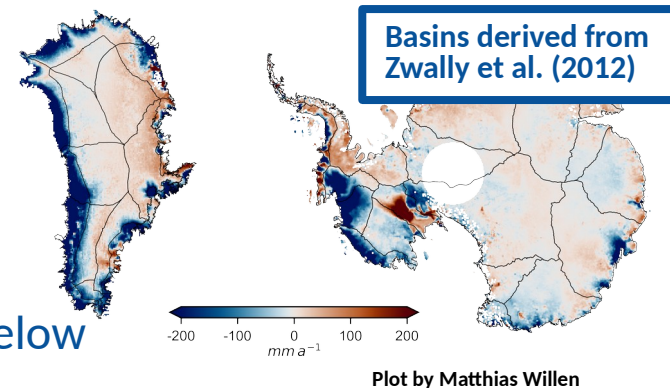 Basins derived from
Zwally et al. (2012)
-200 -100 0 100 200
mm a⁻¹
elow
Plot by Matthias Willen